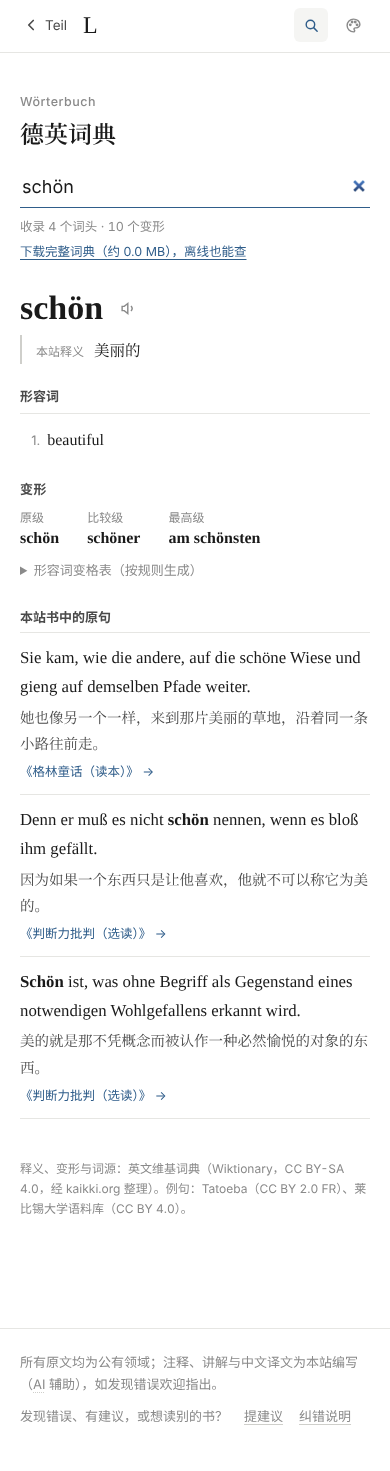 Teil L
Wörterbuch
德英词典
schön
收录 4 个词头 · 10 个变形
下载完整词典（约 0.0 MB），离线也能查
schön
本站释义 美丽的
形容词
1. beautiful
变形
原级 比较级 最高级
schön schöner am schönsten
▶ 形容词变格表（按规则生成）
本站书中的原句
Sie kam, wie die andere, auf die schöne Wiese und
gieng auf demselben Pfade weiter.
她也像另一个一样，来到那片美丽的草地，沿着同一条
小路往前走。
《格林童话（读本）》 →
Denn er muß es nicht schön nennen, wenn es bloß
ihm gefällt.
因为如果一个东西只是让他喜欢，他就不可以称它为美
的。
《判断力批判（选读）》 →
Schön ist, was ohne Begriff als Gegenstand eines
notwendigen Wohlgefallens erkannt wird.
美的就是那不凭概念而被认作一种必然愉悦的对象的东
西。
《判断力批判（选读）》 →
释义、变形与词源：英文维基词典（Wiktionary，CC BY-SA
4.0，经 kaikki.org 整理）。例句：Tatoeba（CC BY 2.0 FR）、莱
比锡大学语料库（CC BY 4.0）。
所有原文均为公有领域；注释、讲解与中文译文为本站编写
（AI 辅助），如发现错误欢迎指出。
发现错误、有建议，或想读别的书？ 提建议 纠错说明